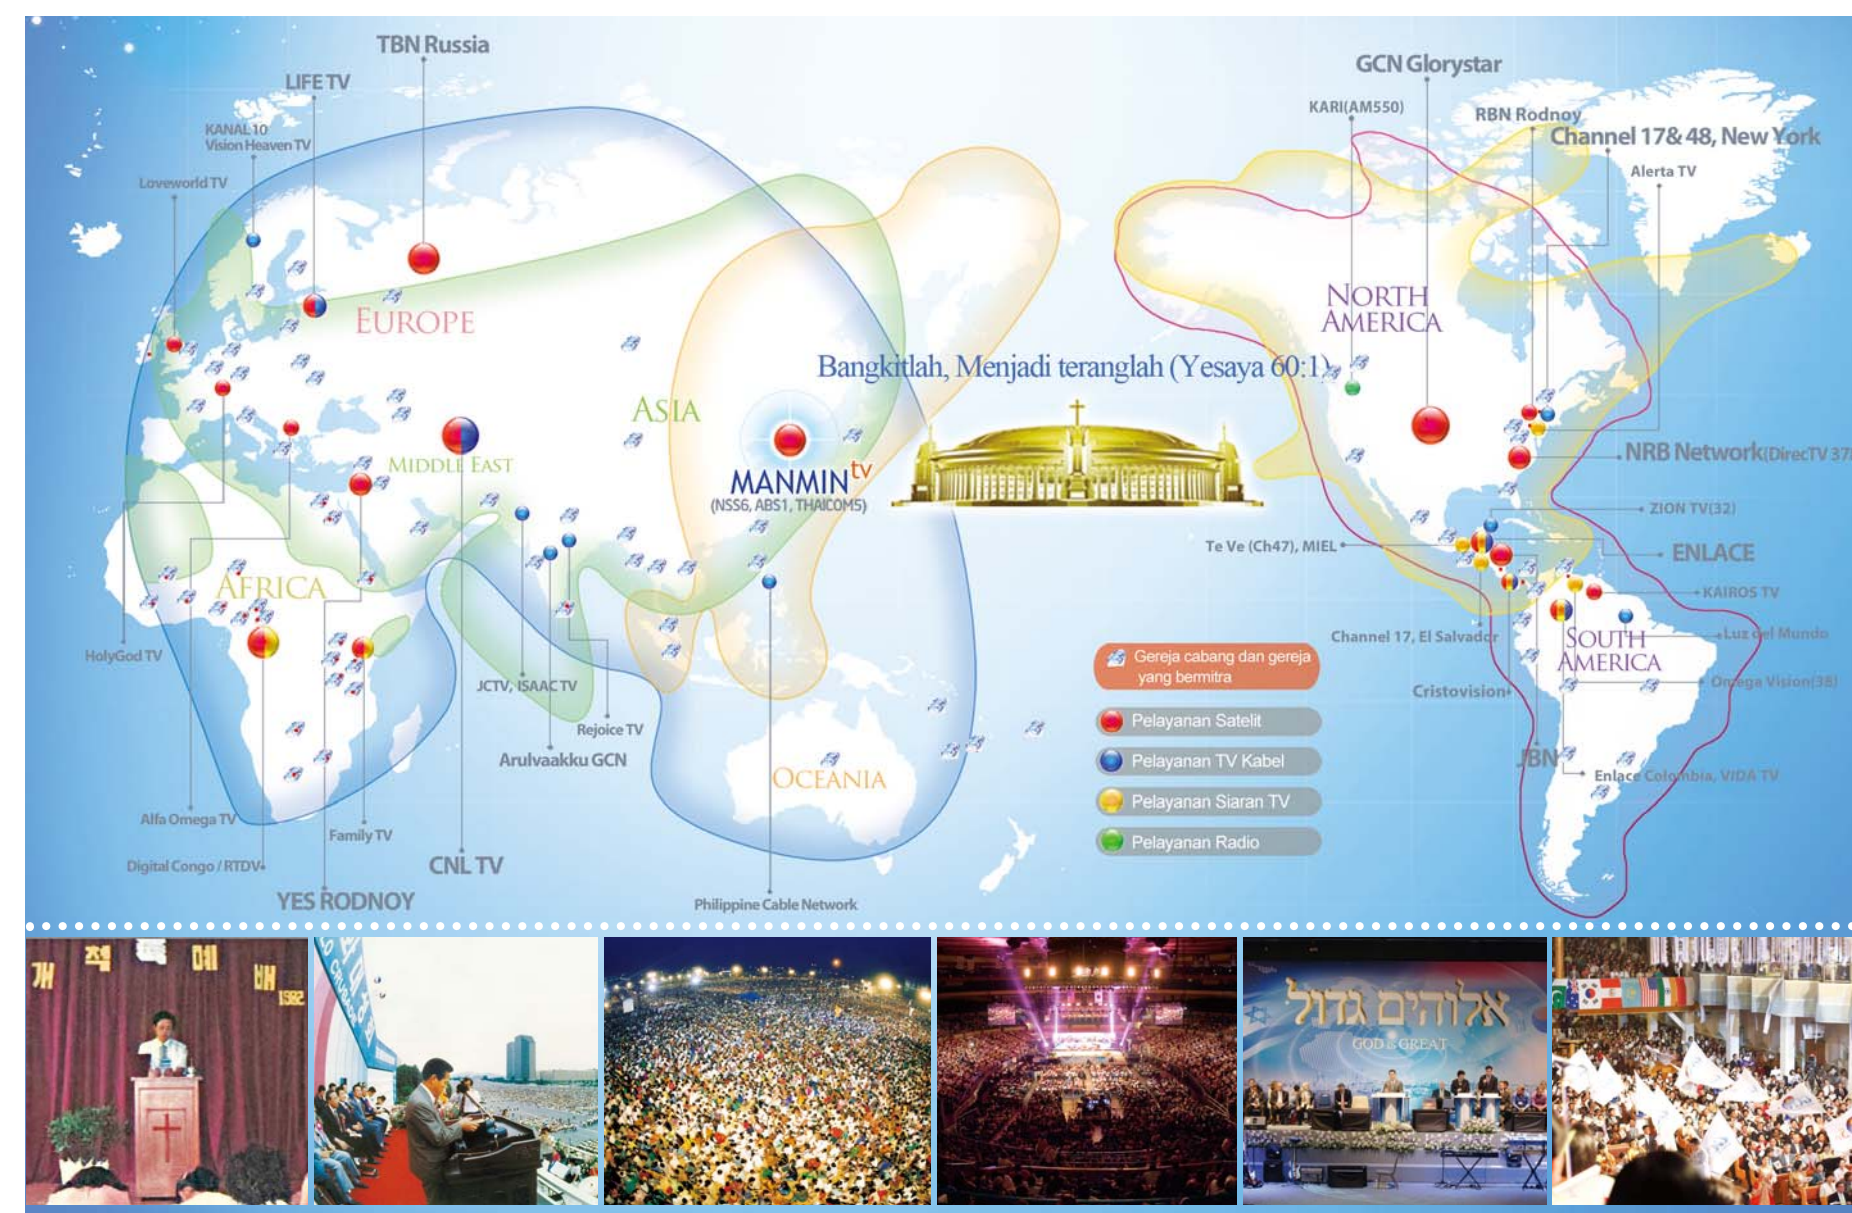 TBN Russia
LIFE TV
KANAL 10
Vision Heaven TV
Loveworld TV
GCN Glorystar
KARI(AM550)
RBN Rodnoy
Channel 17& 48, New York
Alerta TV
EUROPE
NORTH
AMERICA
Bangkitlah, Menjadi teranglah (Yesaya 60:1)
ASIA
MIDDLE EAST
MANMIN tv
(NSS6, ABS1, THAICOM5)
NRB Network(DirecTV 37
ZION TV(32)
Te Ve (Ch47), MIEL
ENLACE
AFRICA
KAIROS TV
HolyGod TV
Channel 17, El Salvador
Luz del Mundo
SOUTH
AMERICA
Gereja cabang dan gereja
yang bermitra
JCTV, ISAAC TV
Omega Vision(38)
Cristovision
Pelayanan Satelit
Rejoice TV
Arulvaakku GCN
Pelayanan TV Kabel
JBN
OCEANIA
Enlace Colombia, VIDA TV
Pelayanan Siaran TV
Alfa Omega TV
Family TV
Pelayanan Radio
Digital Congo / RTDV
CNL TV
YES RODNOY
Philippine Cable Network
개척예배
1982
LD CRUSADE
אלוהים גדול
GOD is GREAT